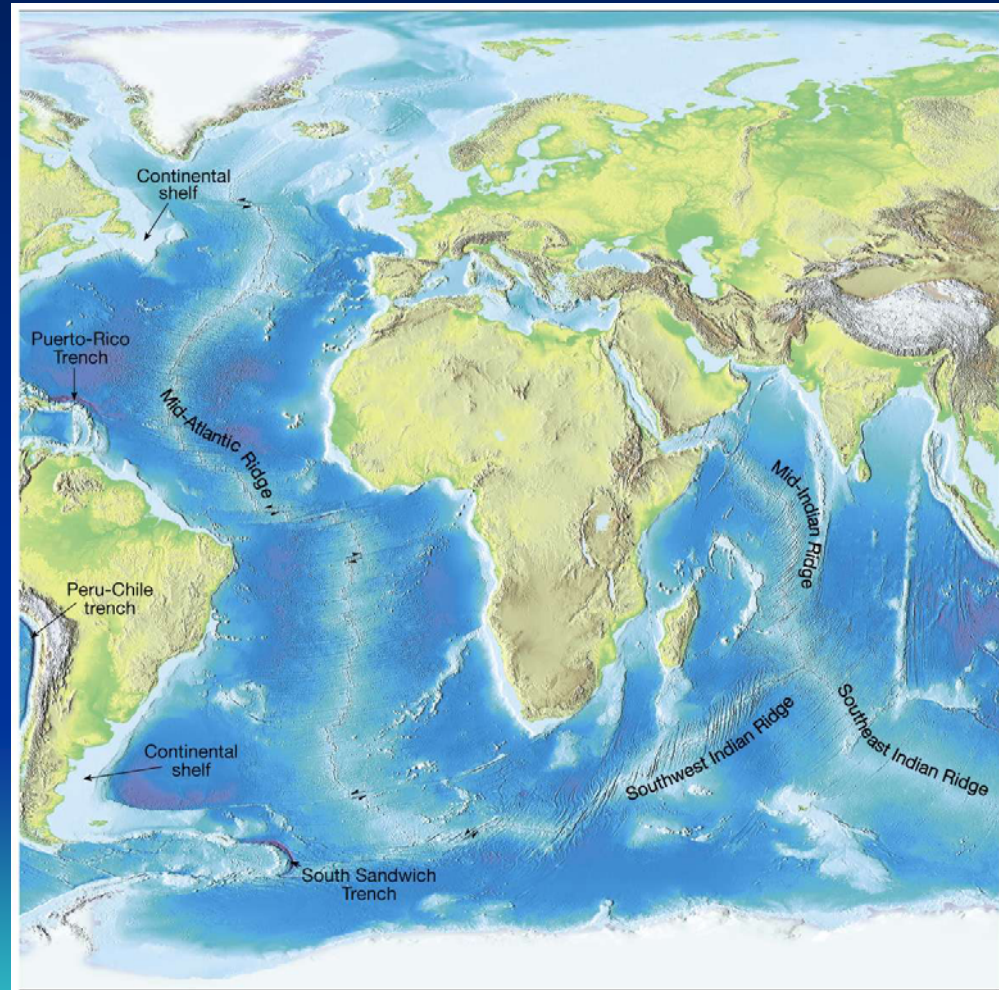 Continental
shelf
Puerto-Rico
Trench
Mid-Atlantic Ridge
Mid-Indian Ridge
Peru-Chile
trench
Southwest Indian Ridge
Southeast Indian Ridge
Continental
shelf
South Sandwich
Trench